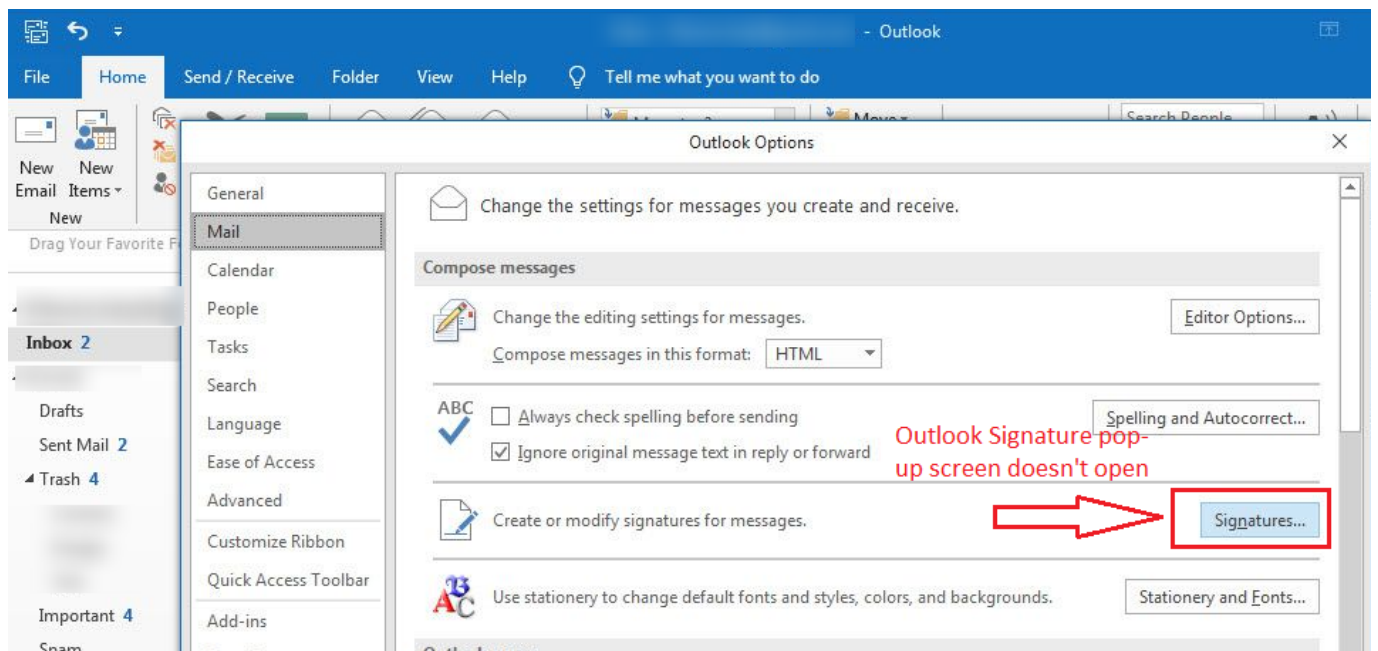 - Outlook
File Home Send / Receive Folder View Help Tell me what you want to do
Move
Search People
New Email
New Items
New
Drag Your Favorite
Inbox 2
Drafts
Sent Mail 2
Trash 4
Important 4
Spam
Outlook Options
General
Mail
Calendar
People
Tasks
Search
Language
Ease of Access
Advanced
Customize Ribbon
Quick Access Toolbar
Add-ins
Change the settings for messages you create and receive.
Compose messages
Change the editing settings for messages.
Editor Options...
Compose messages in this format: HTML
ABC
Always check spelling before sending
Spelling and Autocorrect...
Ignore original message text in reply or forward
Outlook Signature pop-
up screen doesn't open
Create or modify signatures for messages.
Signatures...
Use stationery to change default fonts and styles, colors, and backgrounds.
Stationery and Fonts...